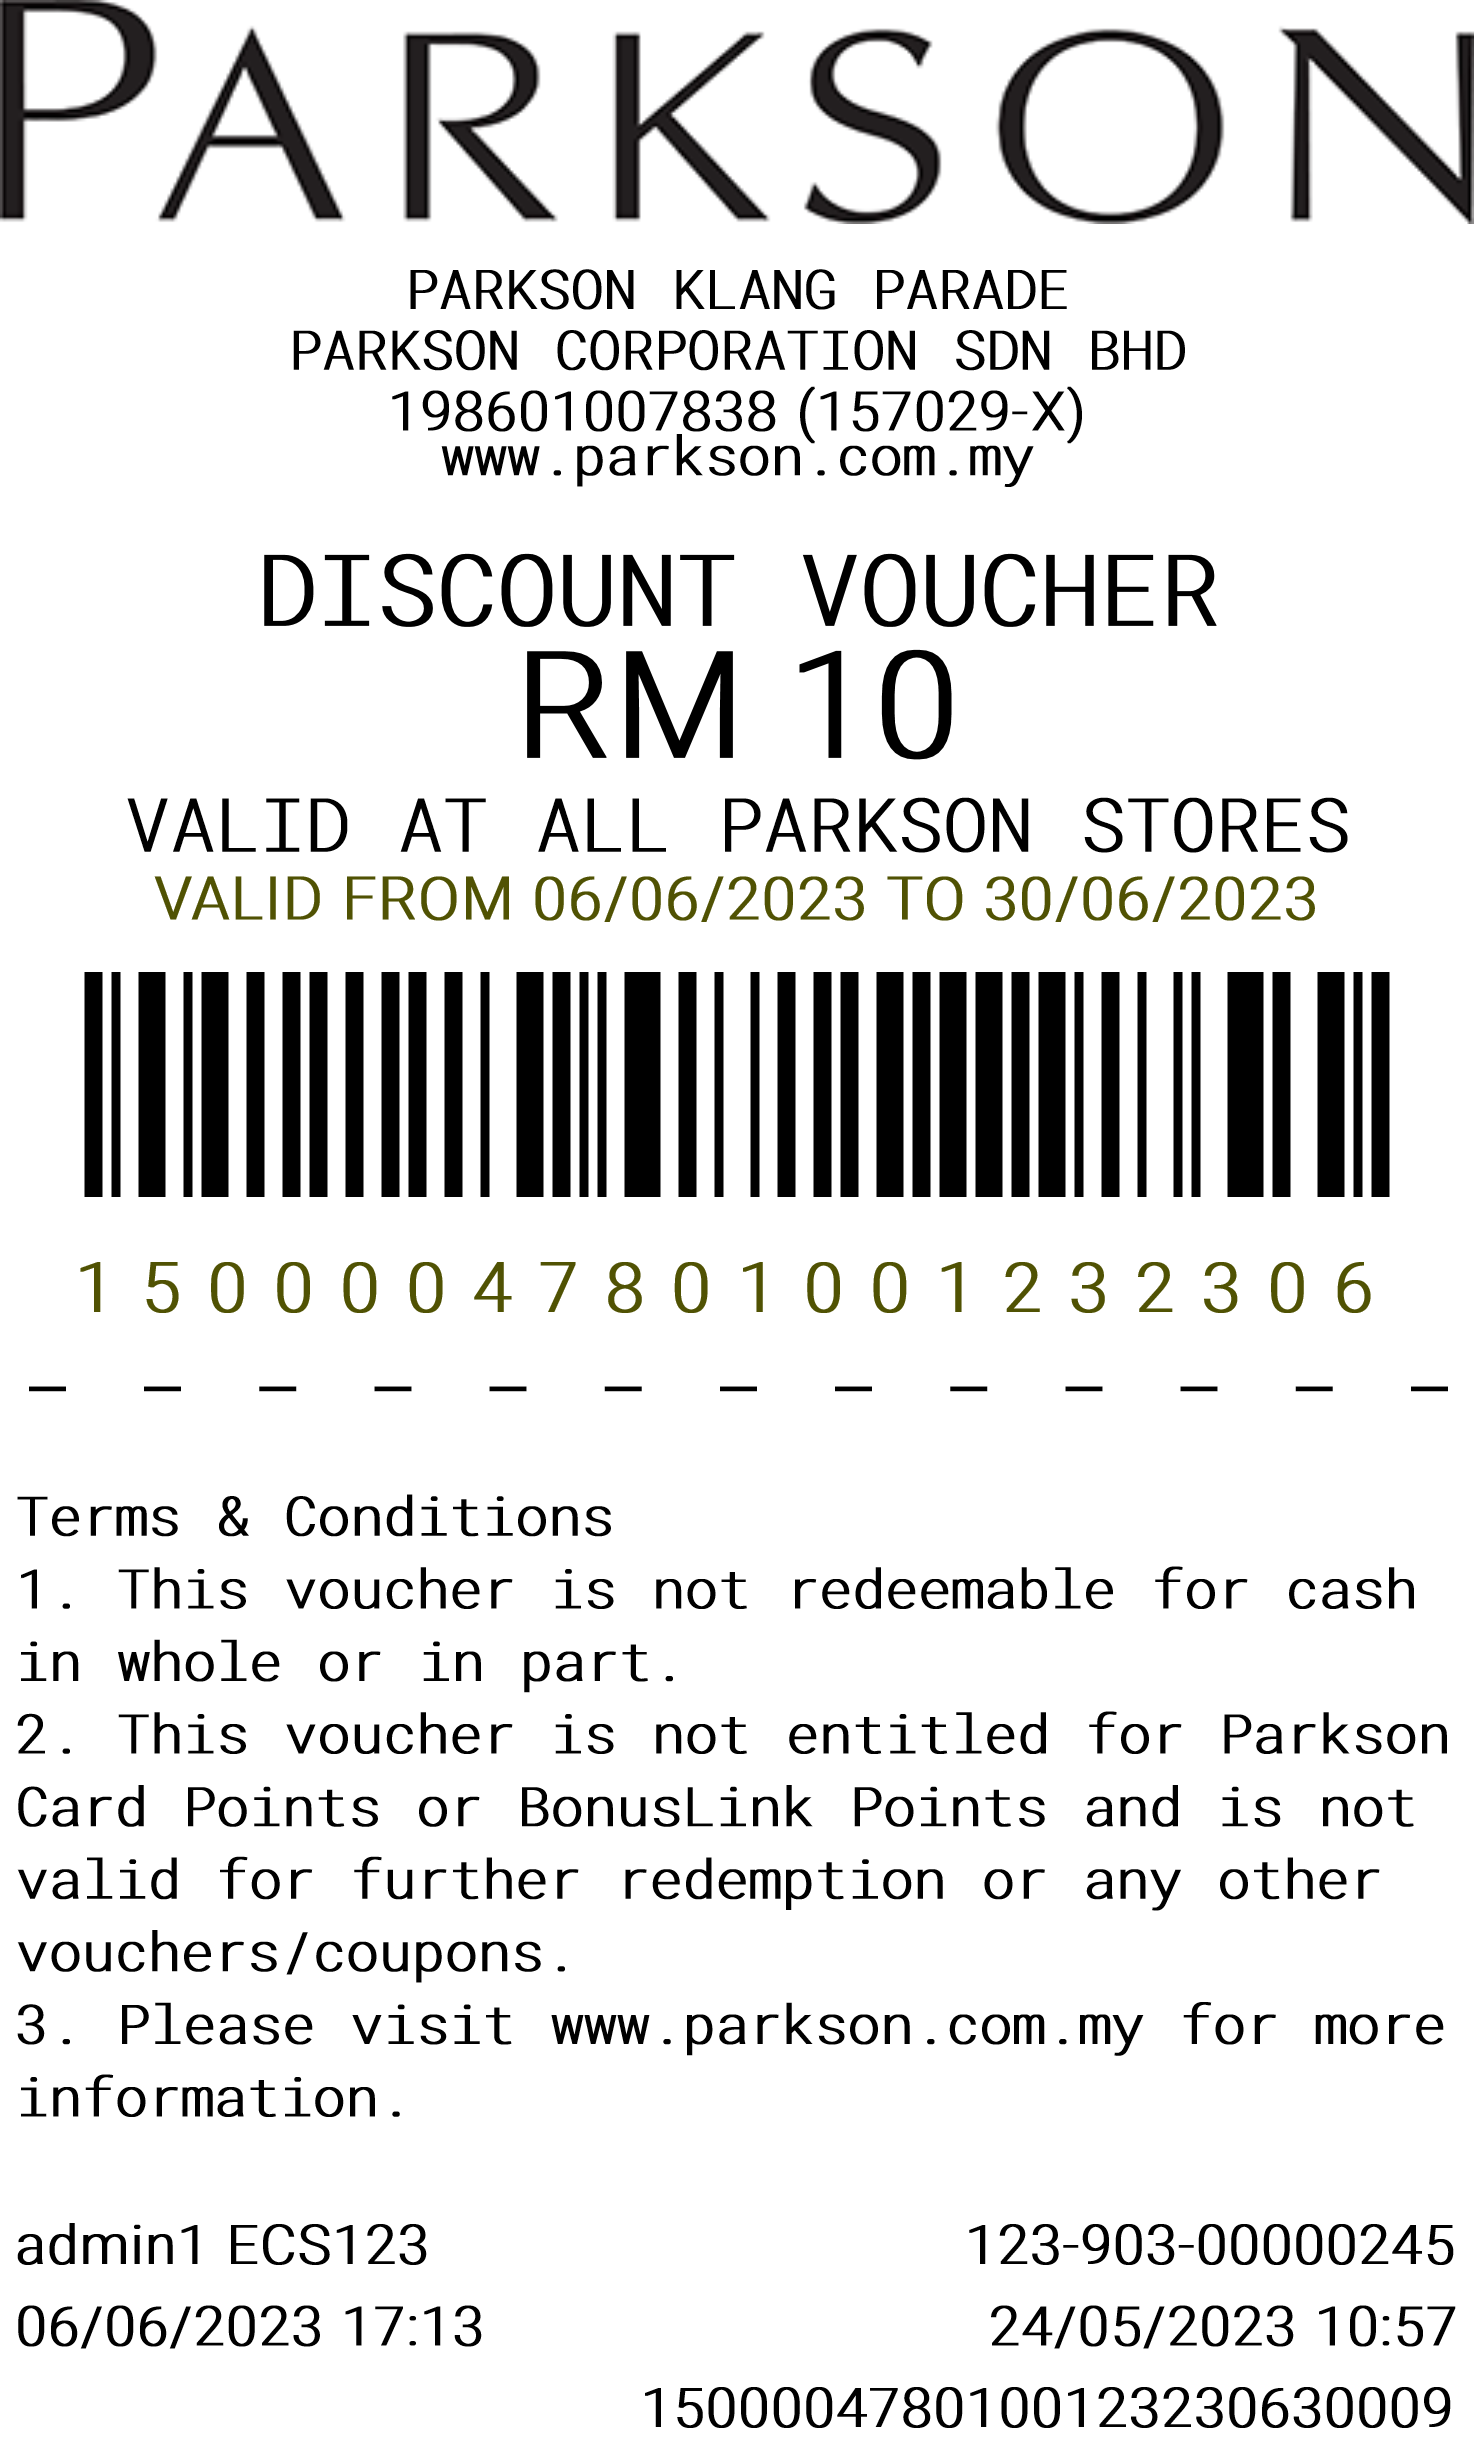 PARKSON
PARKSON KLANG PARADE
PARKSON CORPORATION SDN BHD
198601007838 (157029-X)
www.parkson.com.my
DISCOUNT VOUCHER
RM 10
VALID AT ALL PARKSON STORES
VALID FROM 06/06/2023 TO 30/06/2023
1 5 0 0 0 0 4 7 8 0 1 0 0 1 2 3 2 3 0 6
_ _ _ _ _ _ _ _ _ _ _ _ _
Terms & Conditions
1. This voucher is not redeemable for cash
in whole or in part.
2. This voucher is not entitled for Parkson
Card Points or BonusLink Points and is not
valid for further redemption or any other
vouchers/coupons.
3. Please visit www.parkson.com.my for more
information.
admin1 ECS123 123-903-00000245
06/06/2023 17:13 24/05/2023 10:57
1500004780100123230630009